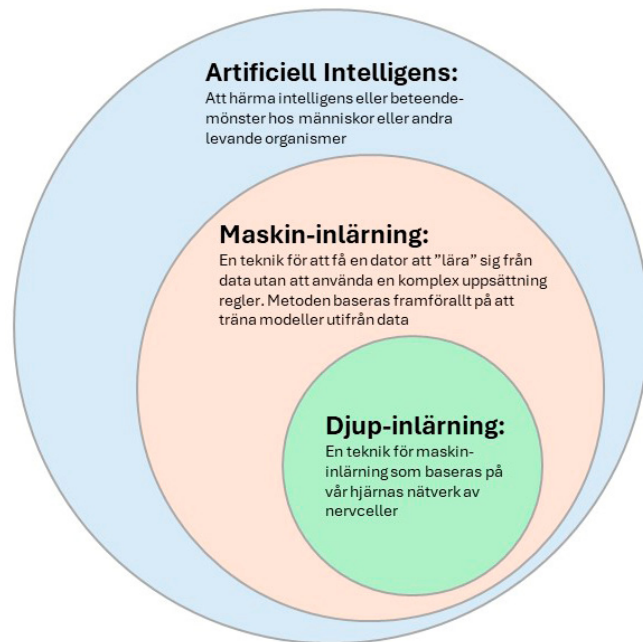 Artificiell Intelligens:
Att härma intelligens eller beteende-
mönster hos människor eller andra
levande organismer
Maskin-inlärning:
En teknik för att få en dator att ”lära” sig från
data utan att använda en komplex uppsättning
regler. Metoden baseras framförallt på att
träna modeller utifrån data
Djup-inlärning:
En teknik för maskin-
inlärning som baseras på
vår hjärnas nätverk av
nervceller